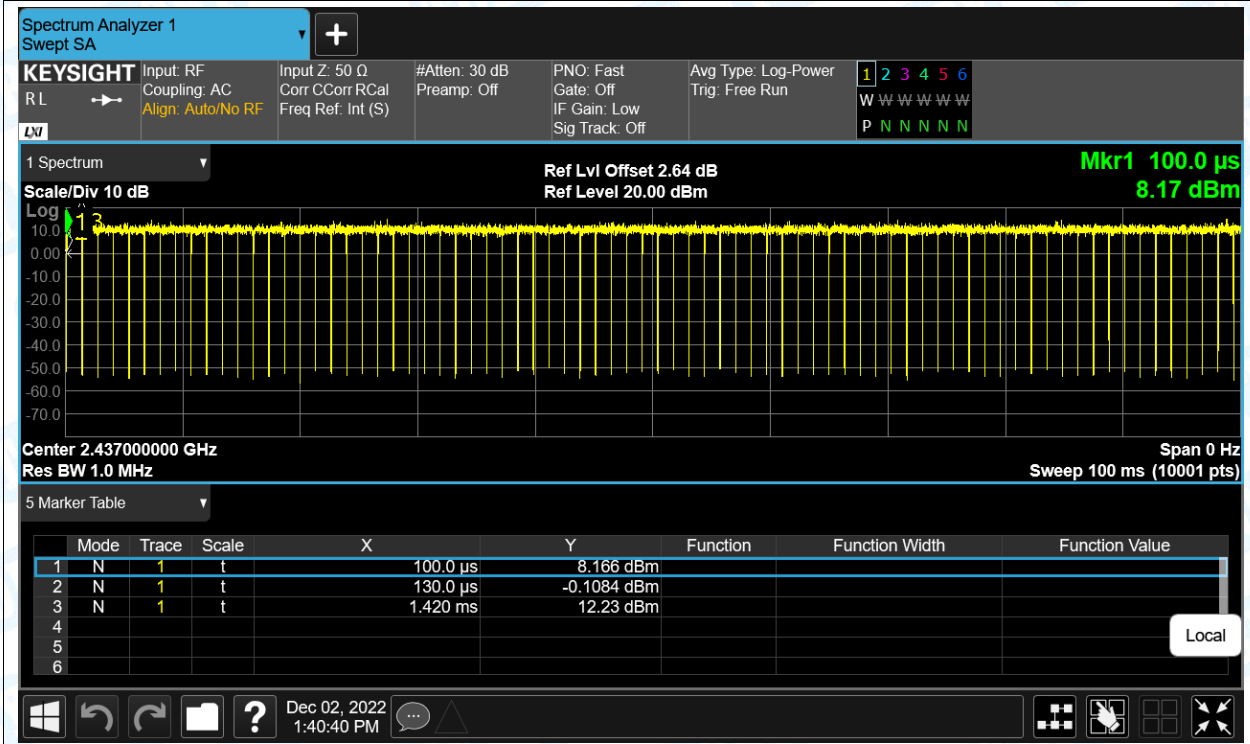 Spectrum Analyzer 1
Swept SA
KEYSIGHT
R L
LXI
Input: RF
Coupling: AC
Align: Auto/No RF
Input Z: 50 Ω
Corr CCorr RCal
Freq Ref: Int (S)
#Atten: 30 dB
Preamp: Off
PNO: Fast
Gate: Off
IF Gain: Low
Sig Track: Off
Avg Type: Log-Power
Trig: Free Run
1 2 3 4 5 6
W W W W W W
P N N N N N
1 Spectrum
Scale/Div 10 dB
Ref Lvl Offset 2.64 dB
Ref Level 20.00 dBm
Mkr1 100.0 µs
8.17 dBm
Log
1 3
10.0
0.00
-10.0
-20.0
-30.0
-40.0
-50.0
-60.0
-70.0
Center 2.437000000 GHz
Span 0 Hz
Res BW 1.0 MHz
Sweep 100 ms (10001 pts)
5 Marker Table
Mode Trace Scale X Y Function Function Width Function Value
1 N 1 t 100.0 µs 8.166 dBm
2 N 1 t 130.0 µs -0.1084 dBm
3 N 1 t 1.420 ms 12.23 dBm
4
5
6
Local
?
Dec 02, 2022
1:40:40 PM